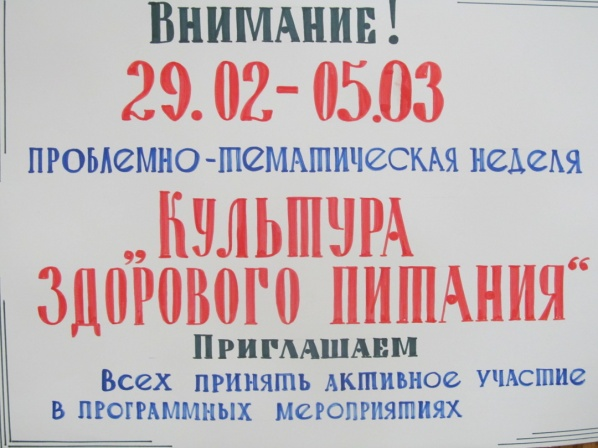 Внимание!
29.02-05.03
проблемно-тематическая неделя
„Культура
здорового питания“
Приглашаем
всех принять активное участие
в программных мероприятиях